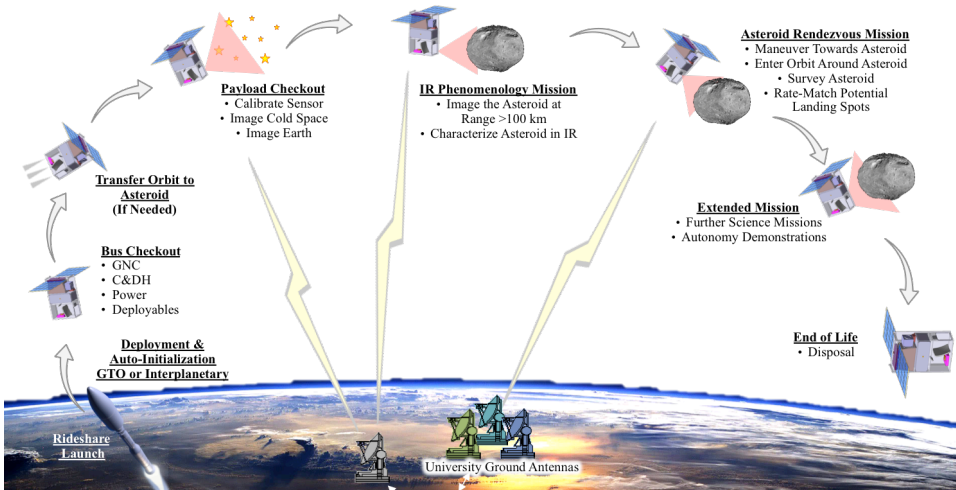 Rideshare
Launch
Deployment &
Auto-Initialization
GTO or Interplanetary
Bus Checkout
• GNC
• C&DH
• Power
• Deployables
Transfer Orbit to
Asteroid
(If Needed)
Payload Checkout
• Calibrate Sensor
• Image Cold Space
• Image Earth
IR Phenomenology Mission
• Image the Asteroid at
Range >100 km
• Characterize Asteroid in IR
Asteroid Rendezvous Mission
• Maneuver Towards Asteroid
• Enter Orbit Around Asteroid
• Survey Asteroid
• Rate-Match Potential
Landing Spots
Extended Mission
• Further Science Missions
• Autonomy Demonstrations
End of Life
• Disposal
University Ground Antennas